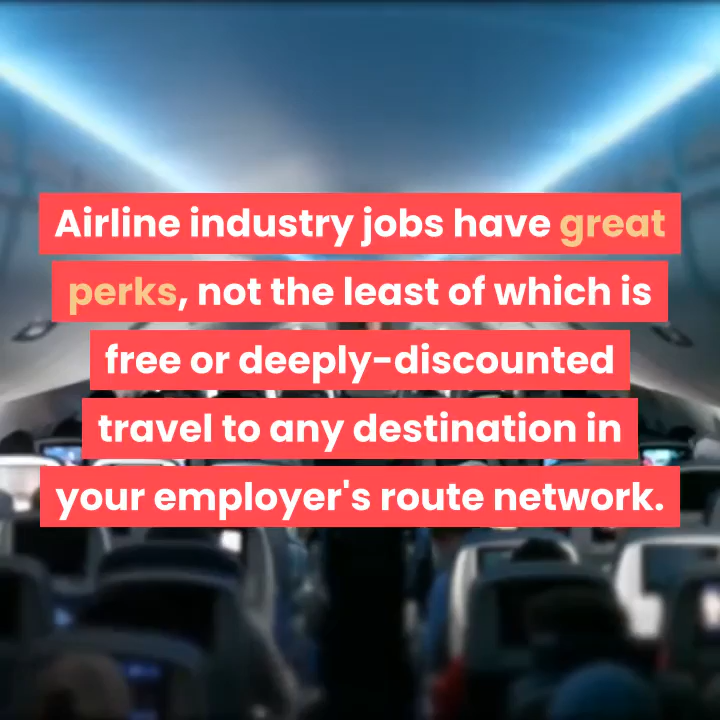 Airline industry jobs have great
perks, not the least of which is
free or deeply-discounted
travel to any destination in
your employer's route network.